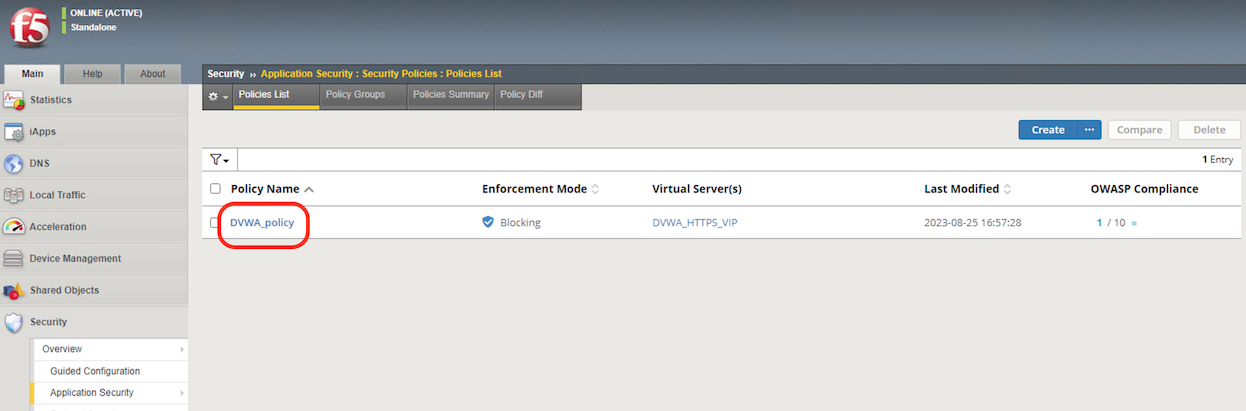 f5
ONLINE (ACTIVE)
Standalone
Main Help About
Security ›› Application Security : Security Policies : Policies List
Policies List Policy Groups Policies Summary Policy Diff
Statistics
iApps
DNS
Local Traffic
Acceleration
Device Management
Shared Objects
Security
Overview
Guided Configuration
Application Security
Create ... Compare Delete
1 Entry
Policy Name Enforcement Mode Virtual Server(s) Last Modified OWASP Compliance
DVWA_policy Blocking DVWA_HTTPS_VIP 2023-08-25 16:57:28 1 / 10